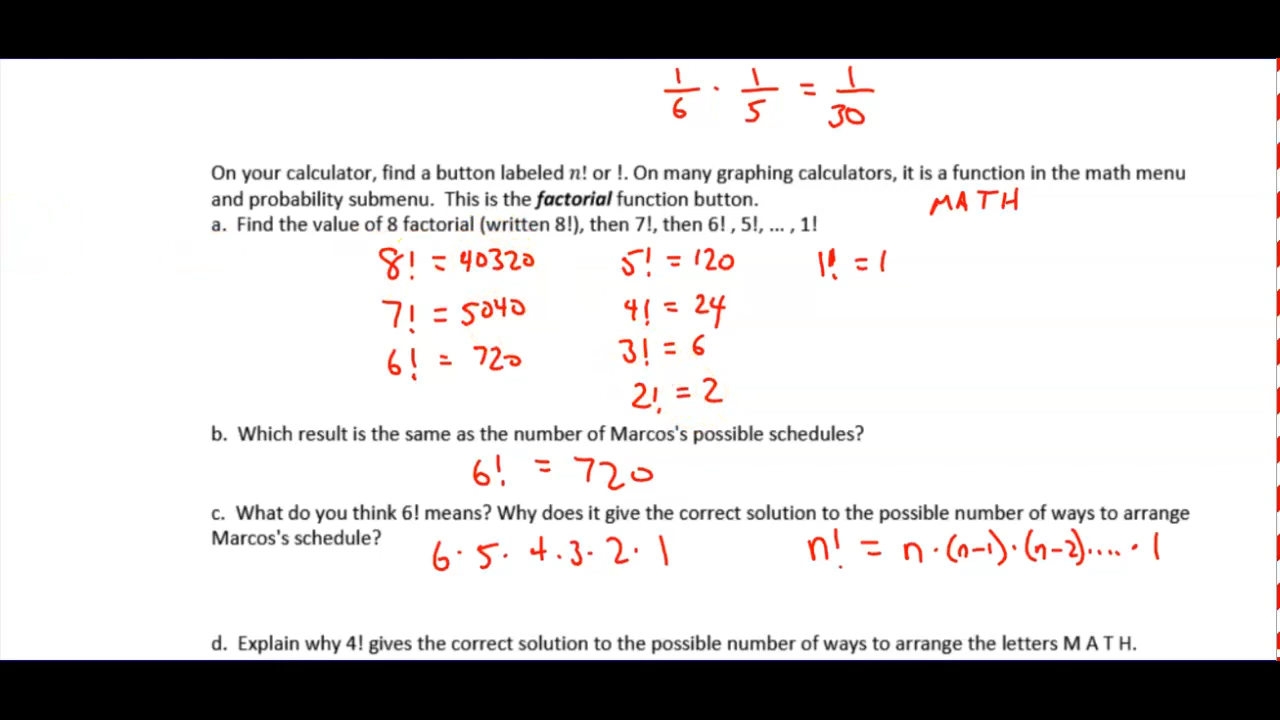 1/6 · 1/5 = 1/30
On your calculator, find a button labeled n! or !. On many graphing calculators, it is a function in the math menu
and probability submenu. This is the factorial function button.
MATH
a. Find the value of 8 factorial (written 8!), then 7!, then 6! , 5!, ... , 1!
8! = 40320 5! = 120 1! = 1
7! = 5040 4! = 24
6! = 720 3! = 6
2! = 2
b. Which result is the same as the number of Marcos's possible schedules?
6! = 720
c. What do you think 6! means? Why does it give the correct solution to the possible number of ways to arrange
Marcos's schedule?
6 · 5 · 4 · 3 · 2 · 1 n! = n · (n-1) · (n-2) .... · 1
d. Explain why 4! gives the correct solution to the possible number of ways to arrange the letters M A T H.